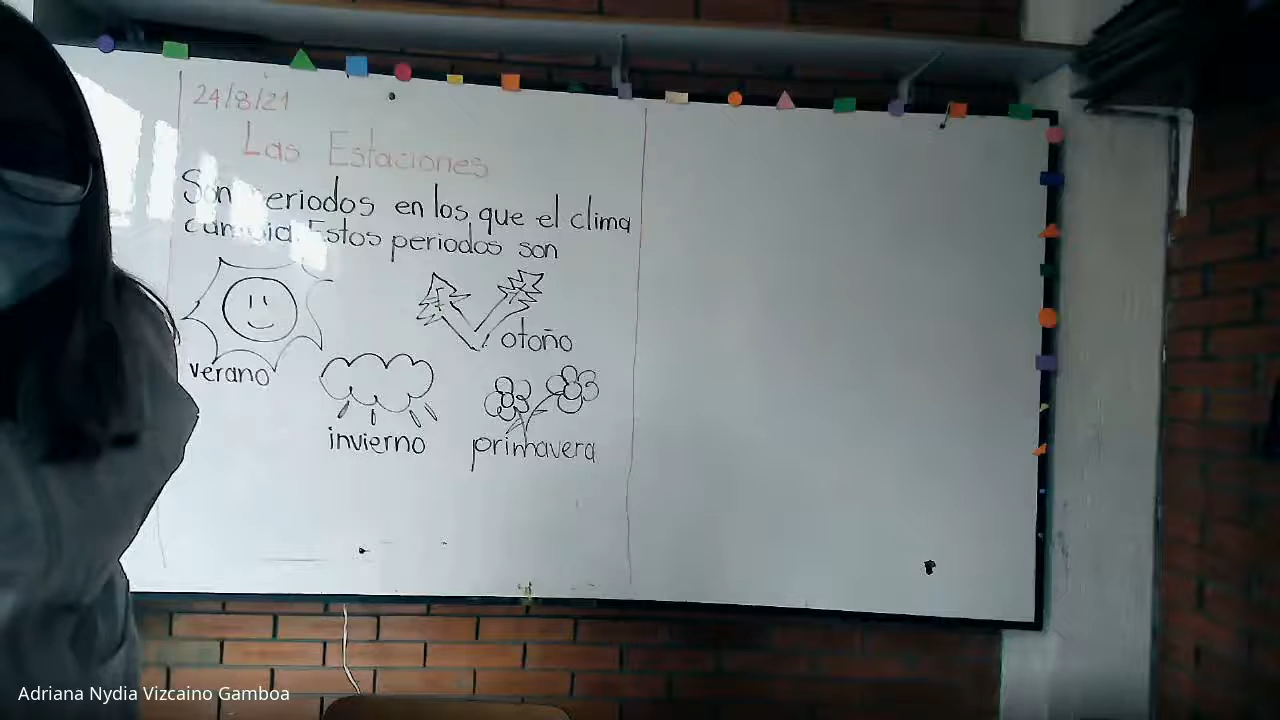 24/8/21
Las Estaciones
Son periodos en los que el clima
cambia. Estos periodos son
verano
otoño
invierno
primavera
Adriana Nydia Vizcaino Gamboa